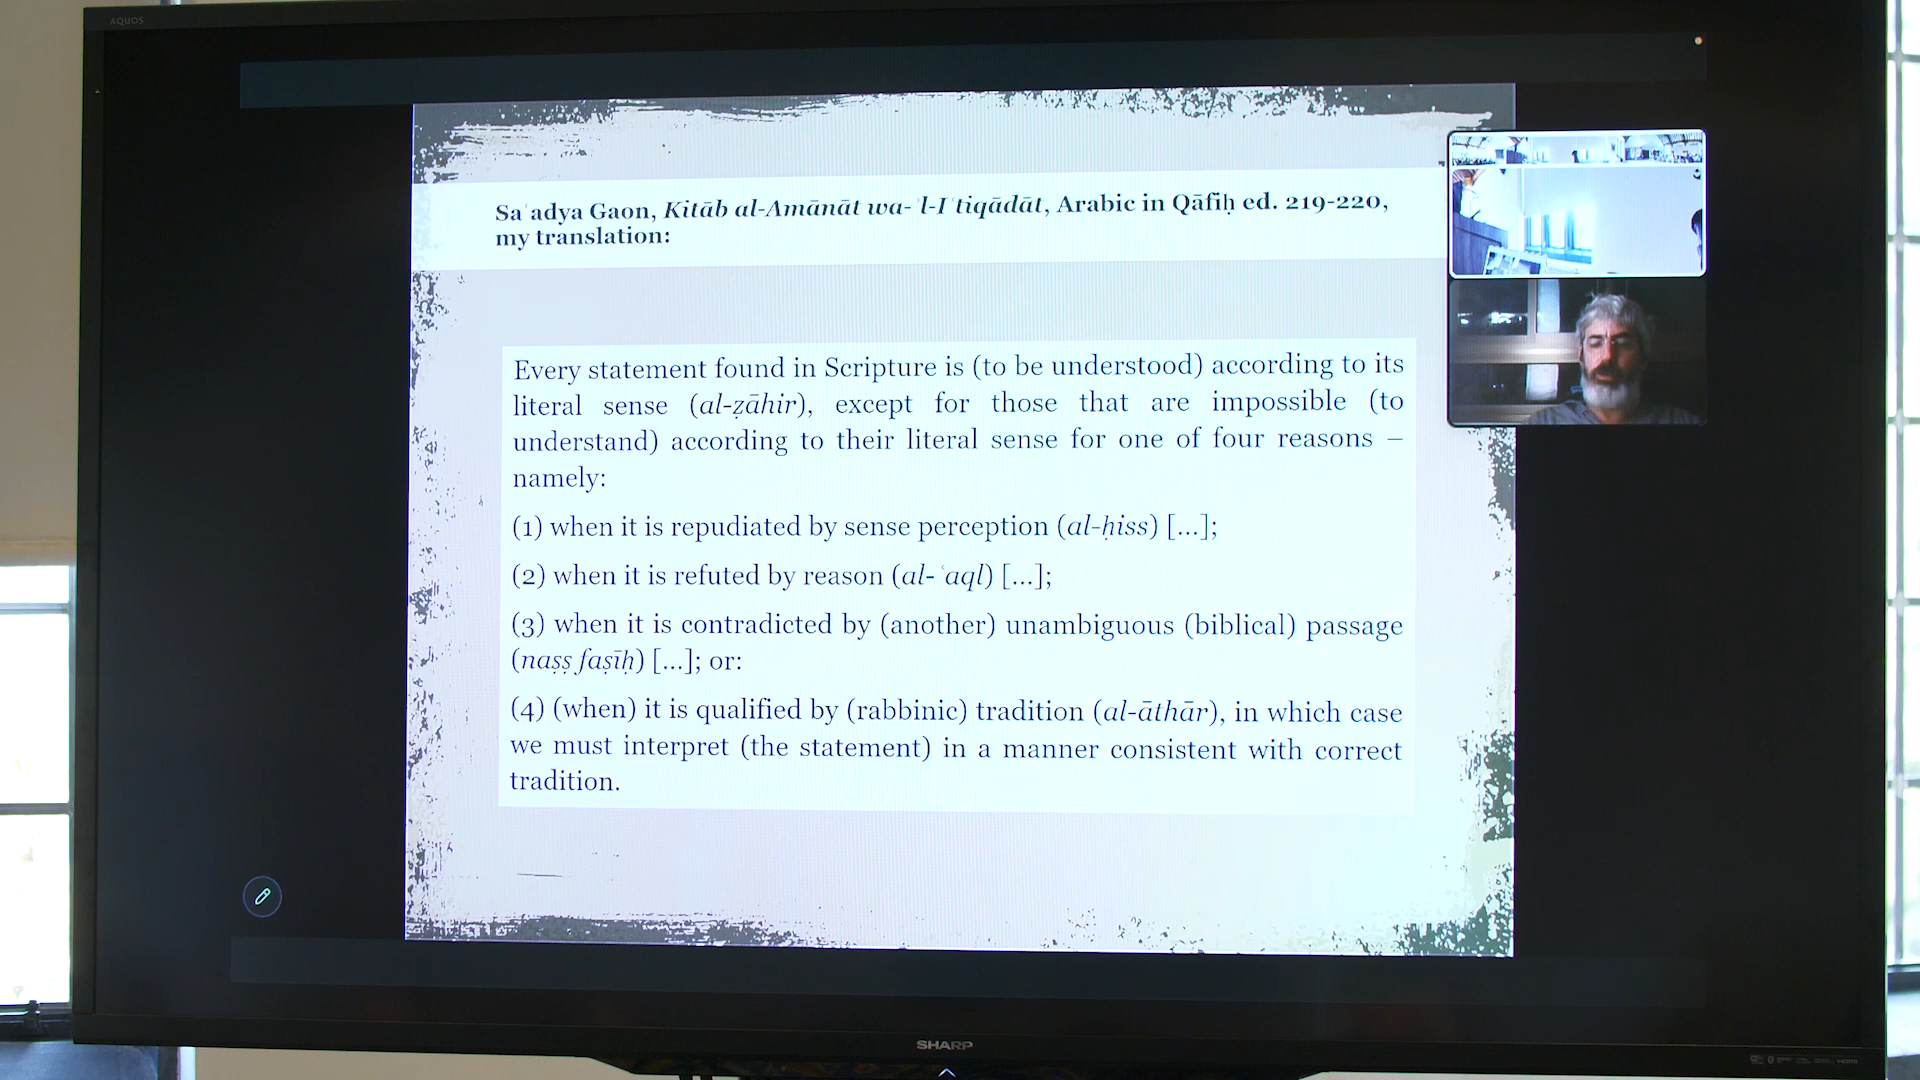 AQUOS
Saʿadya Gaon, Kitāb al-Amānāt wa-ʾl-Iʿtiqādāt, Arabic in Qāfiḥ ed. 219-220,
my translation:
Every statement found in Scripture is (to be understood) according to its
literal sense (al-ẓāhir), except for those that are impossible (to
understand) according to their literal sense for one of four reasons –
namely:
(1) when it is repudiated by sense perception (al-ḥiss) [...];
(2) when it is refuted by reason (al-ʿaql) [...];
(3) when it is contradicted by (another) unambiguous (biblical) passage
(naṣṣ faṣīḥ) [...]; or:
(4) (when) it is qualified by (rabbinic) tradition (al-āthār), in which case
we must interpret (the statement) in a manner consistent with correct
tradition.
SHARP